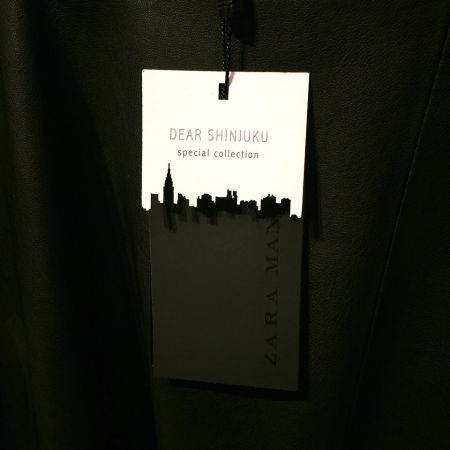 DEAR SHINJUKU
special collection
ZARA MAN